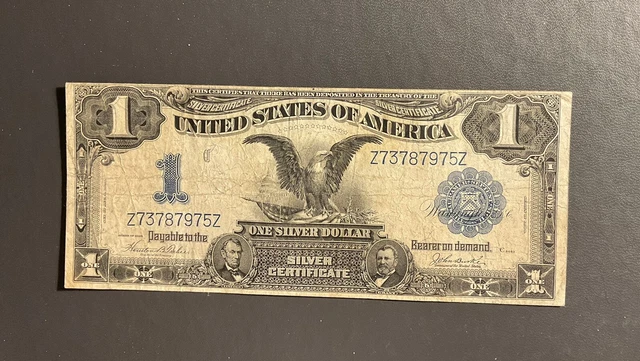 THIS CERTIFIES THAT THERE HAS BEEN DEPOSITED IN THE TREASURY OF THE
SILVER CERTIFICATE SILVER CERTIFICATE
1 UNITED STATES OF AMERICA 1
Z73787975Z
1
Z73787975Z
Payable to the ONE SILVER DOLLAR Bearer on demand.
SILVER
CERTIFICATE
1 ONE
ONE
ONE
1 ONE